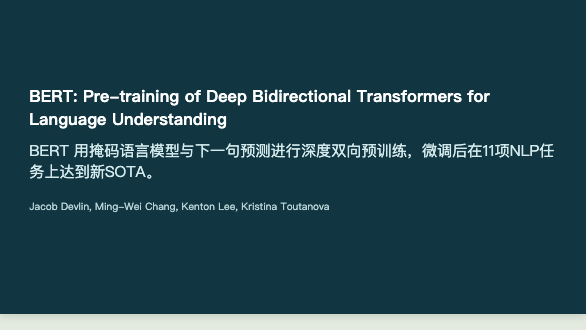 BERT: Pre-training of Deep Bidirectional Transformers for
Language Understanding
BERT 用掩码语言模型与下一句预测进行深度双向预训练，微调后在11项NLP任
务上达到新SOTA。
Jacob Devlin, Ming-Wei Chang, Kenton Lee, Kristina Toutanova